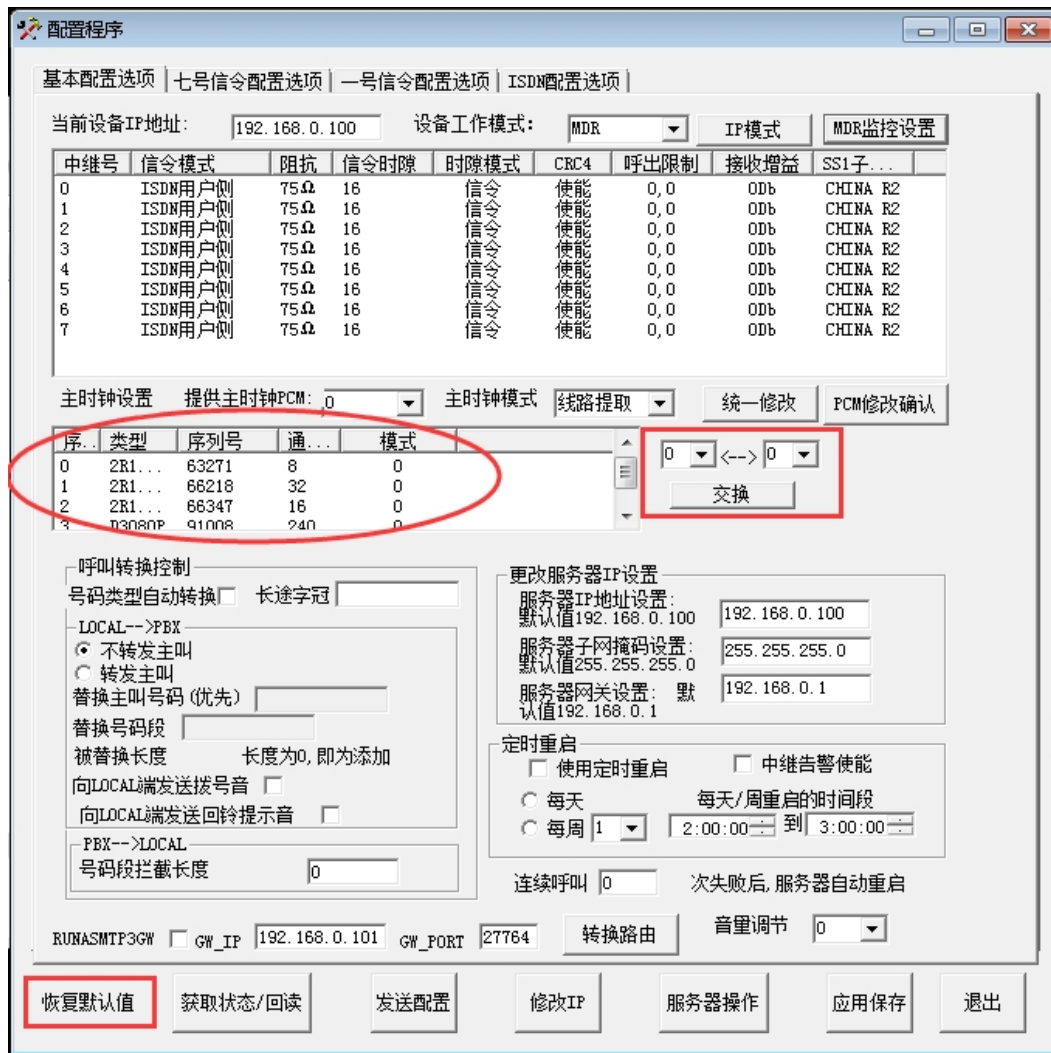 配置程序
基本配置选项 七号信令配置选项 一号信令配置选项 ISDN配置选项
当前设备IP地址: 192.168.0.100 设备工作模式: MDR IP模式 MDR监控设置
中继号 信令模式 阻抗 信令时隙 时隙模式 CRC4 呼出限制 接收增益 SS1子...
0 ISDN用户侧 75Ω 16 信令 使能 0,0 0Db CHINA R2
1 ISDN用户侧 75Ω 16 信令 使能 0,0 0Db CHINA R2
2 ISDN用户侧 75Ω 16 信令 使能 0,0 0Db CHINA R2
3 ISDN用户侧 75Ω 16 信令 使能 0,0 0Db CHINA R2
4 ISDN用户侧 75Ω 16 信令 使能 0,0 0Db CHINA R2
5 ISDN用户侧 75Ω 16 信令 使能 0,0 0Db CHINA R2
6 ISDN用户侧 75Ω 16 信令 使能 0,0 0Db CHINA R2
7 ISDN用户侧 75Ω 16 信令 使能 0,0 0Db CHINA R2
主时钟设置 提供主时钟PCM: 0 主时钟模式 线路提取 统一修改 PCM修改确认
序.. 类型 序列号 通... 模式
0 2R1... 63271 8 0
1 2R1... 66218 32 0
2 2R1... 66347 16 0
3 D3080P 91008 240 0
0 <--> 0
交换
呼叫转换控制
号码类型自动转换 长途字冠
LOCAL-->PBX
不转发主叫
转发主叫
替换主叫号码(优先)
替换号码段
被替换长度 长度为0,即为添加
向LOCAL端发送拨号音
向LOCAL端发送回铃提示音
PBX-->LOCAL
号码段拦截长度 0
更改服务器IP设置
服务器IP地址设置:
默认值192.168.0.100 192.168.0.100
服务器子网掩码设置:
默认值255.255.255.0 255.255.255.0
服务器网关设置: 默
认值192.168.0.1 192.168.0.1
定时重启
使用定时重启 中继告警使能
每天 每天/周重启的时间段
每周 1 2:00:00 到 3:00:00
连续呼叫 0 次失败后,服务器自动重启
RUNASMTP3GW GW_IP 192.168.0.101 GW_PORT 27764 转换路由 音量调节 0
恢复默认值 获取状态/回读 发送配置 修改IP 服务器操作 应用保存 退出